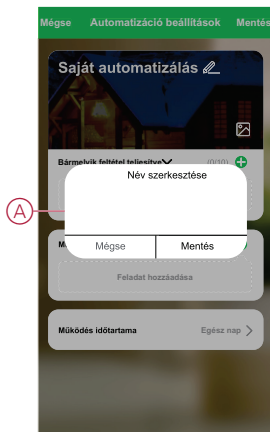 Mégse Automatizáció beállítások Mentés
Saját automatizálás
Bármelyik feltétel teljesítve (0/10)
Név szerkesztése
A
Mégse Mentés
M
Feladat hozzáadása
Működés időtartama Egész nap